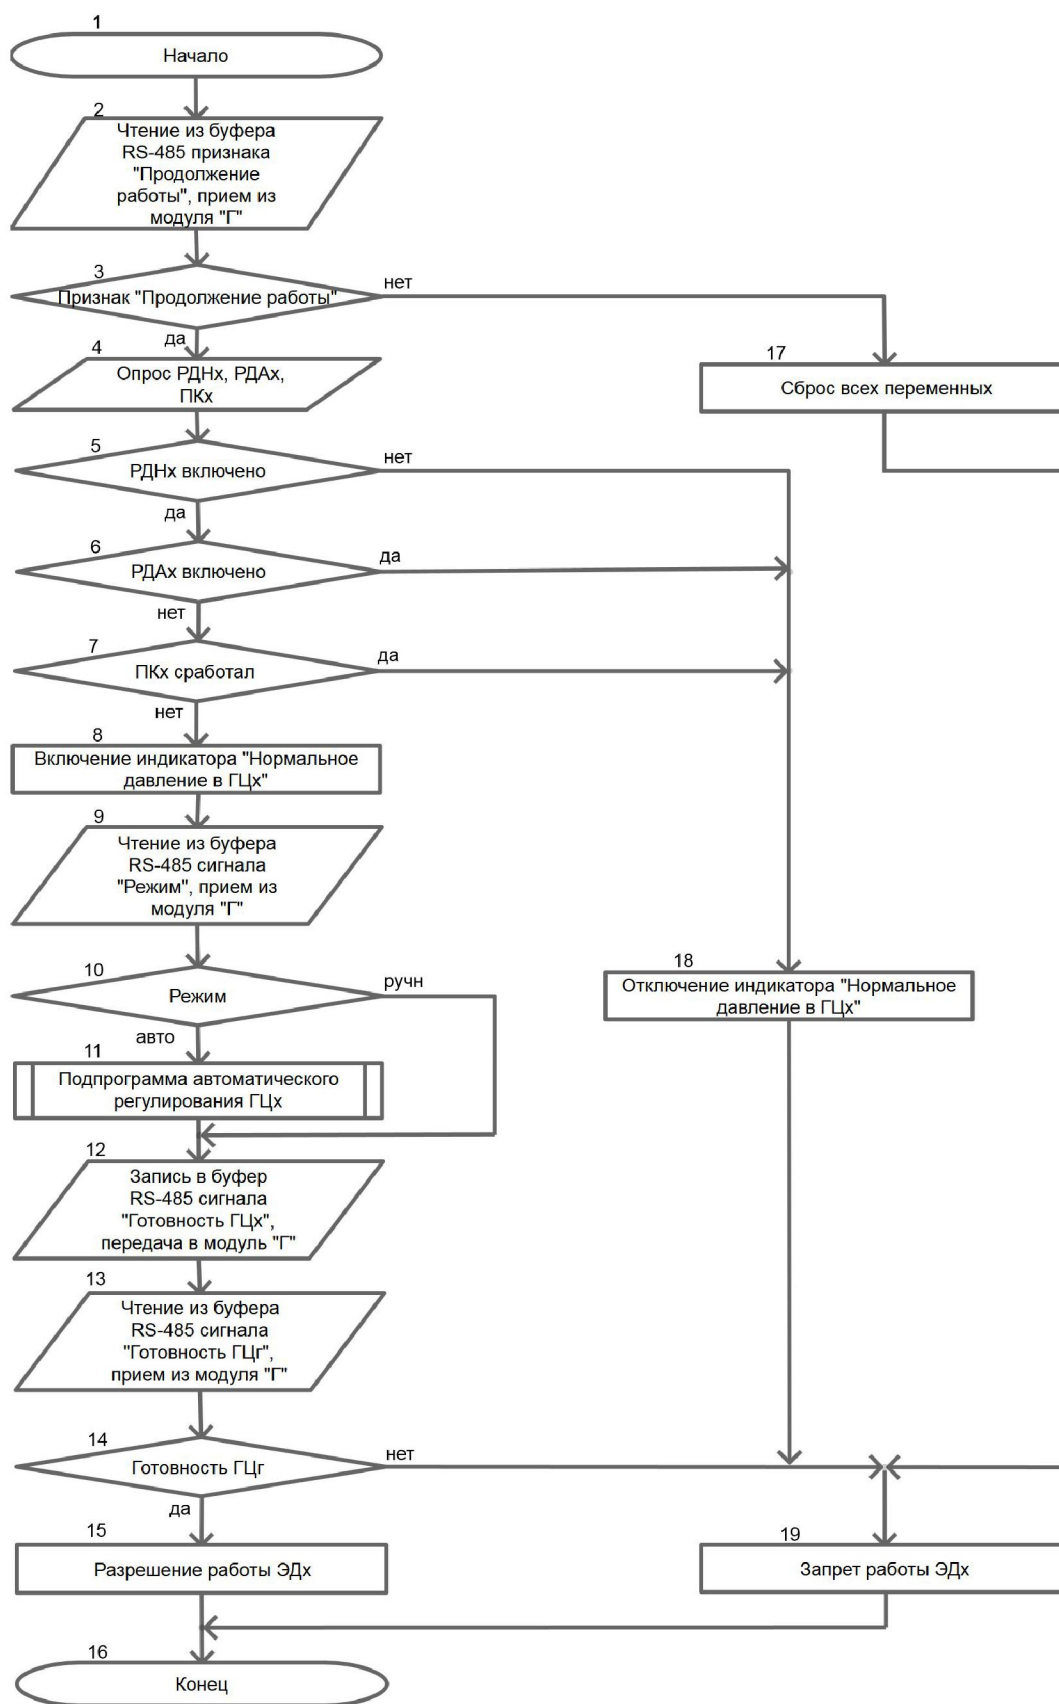 1
Начало
2
Чтение из буфера
RS-485 признака
"Продолжение
работы", прием из
модуля "Г"
3
нет
Признак "Продолжение работы"
да
4
Опрос РДНх, РДАх,
ПКх
17
Сброс всех переменных
5
нет
РДНх включено
да
6
да
РДАх включено
нет
7
да
ПКх сработал
нет
8
Включение индикатора "Нормальное
давление в ГЦх"
9
Чтение из буфера
RS-485 сигнала
"Режим", прием из
модуля "Г"
10
ручн
Режим
авто
18
Отключение индикатора "Нормальное
давление в ГЦх"
11
Подпрограмма автоматического
регулирования ГЦх
12
Запись в буфер
RS-485 сигнала
"Готовность ГЦх",
передача в модуль "Г"
13
Чтение из буфера
RS-485 сигнала
"Готовность ГЦг",
прием из модуля "Г"
14
нет
Готовность ГЦг
да
15
Разрешение работы ЭДх
19
Запрет работы ЭДх
16
Конец